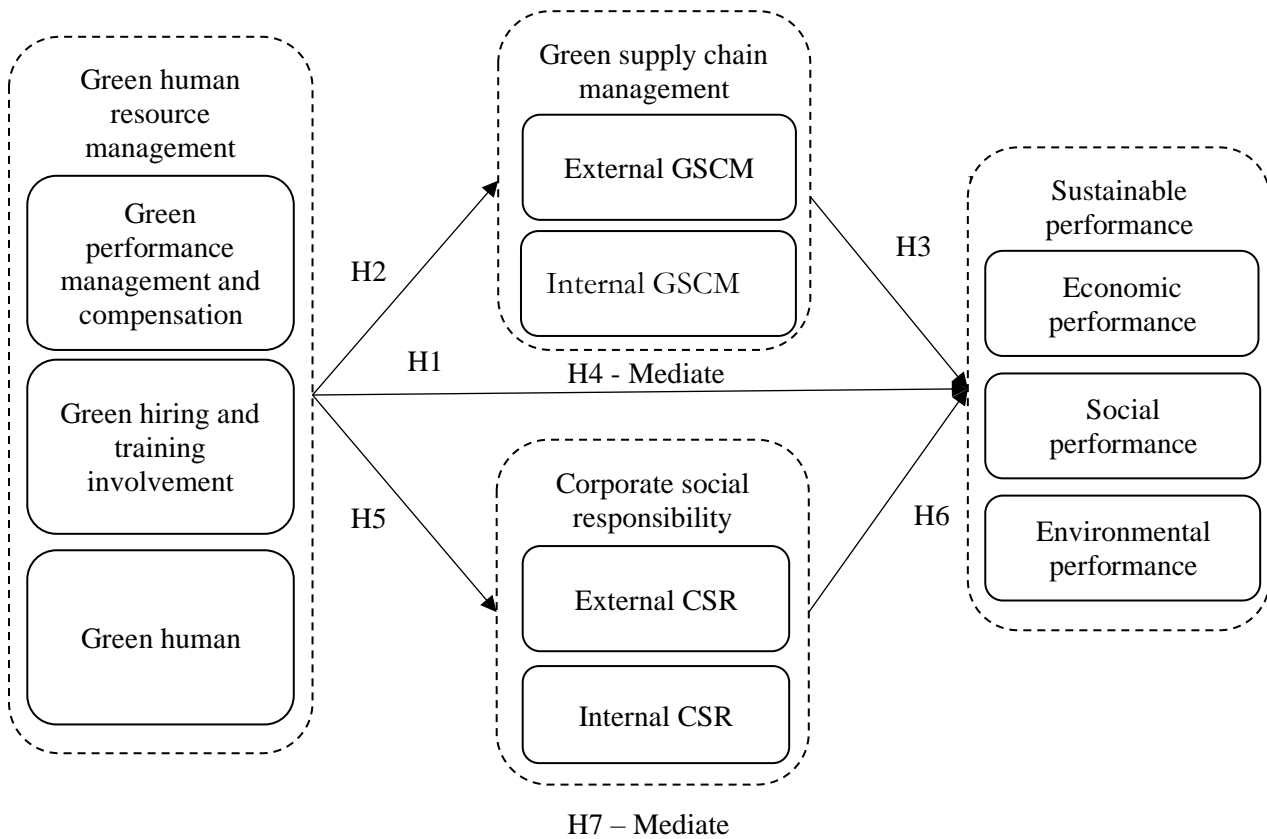 Green human
resource
management
Green
performance
management and
compensation
Green hiring and
training
involvement
Green human
H2
H1
H5
Green supply chain
management
External GSCM
Internal GSCM
H4 - Mediate
Corporate social
responsibility
External CSR
Internal CSR
H7 – Mediate
H3
H6
Sustainable
performance
Economic
performance
Social
performance
Environmental
performance